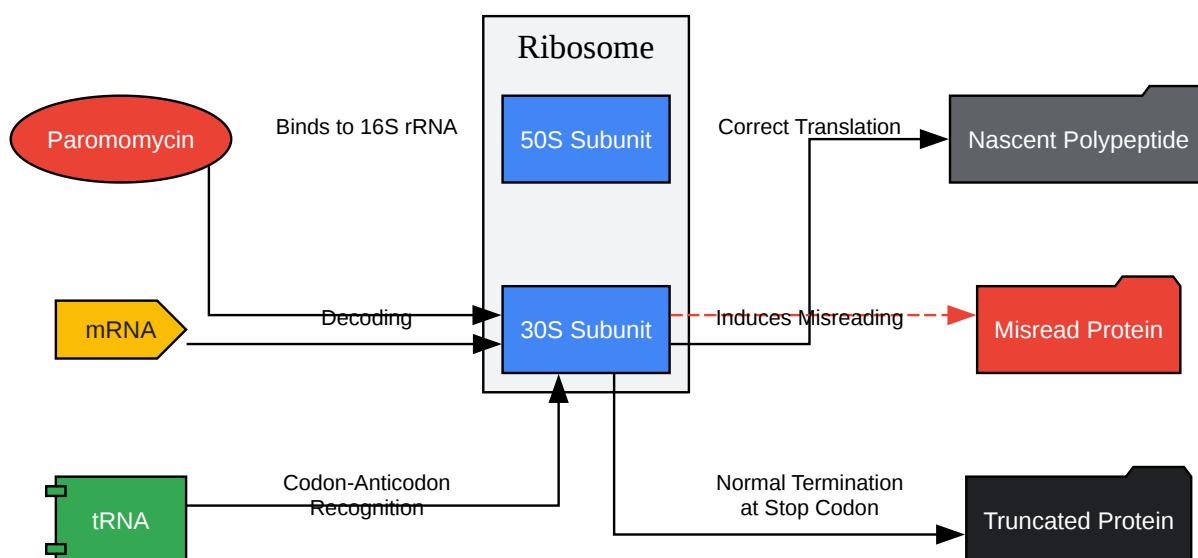 Ribosome
Paromomycin
Binds to 16S rRNA
50S Subunit
Correct Translation
Nascent Polypeptide
mRNA
Decoding
30S Subunit
Induces Misreading
Misread Protein
tRNA
Codon-Anticodon
Recognition
Normal Termination
at Stop Codon
Truncated Protein